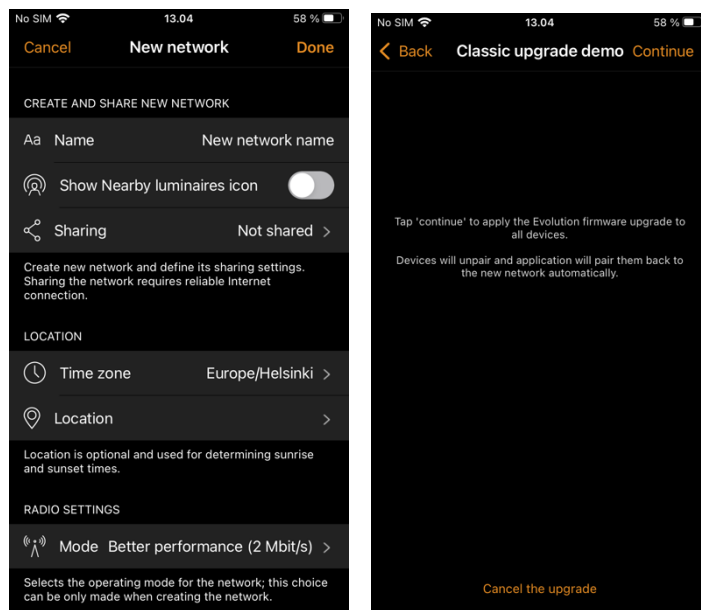 No SIM 13.04 58 %
Cancel New network Done
CREATE AND SHARE NEW NETWORK
Aa Name New network name
Show Nearby luminaires icon
Sharing Not shared >
Create new network and define its sharing settings.
Sharing the network requires reliable Internet
connection.
LOCATION
Time zone Europe/Helsinki >
Location >
Location is optional and used for determining sunrise
and sunset times.
RADIO SETTINGS
Mode Better performance (2 Mbit/s) >
Selects the operating mode for the network; this choice
can be only made when creating the network.
No SIM 13.04 58 %
Back Classic upgrade demo Continue
Tap 'continue' to apply the Evolution firmware upgrade to
all devices.
Devices will unpair and application will pair them back to
the new network automatically.
Cancel the upgrade